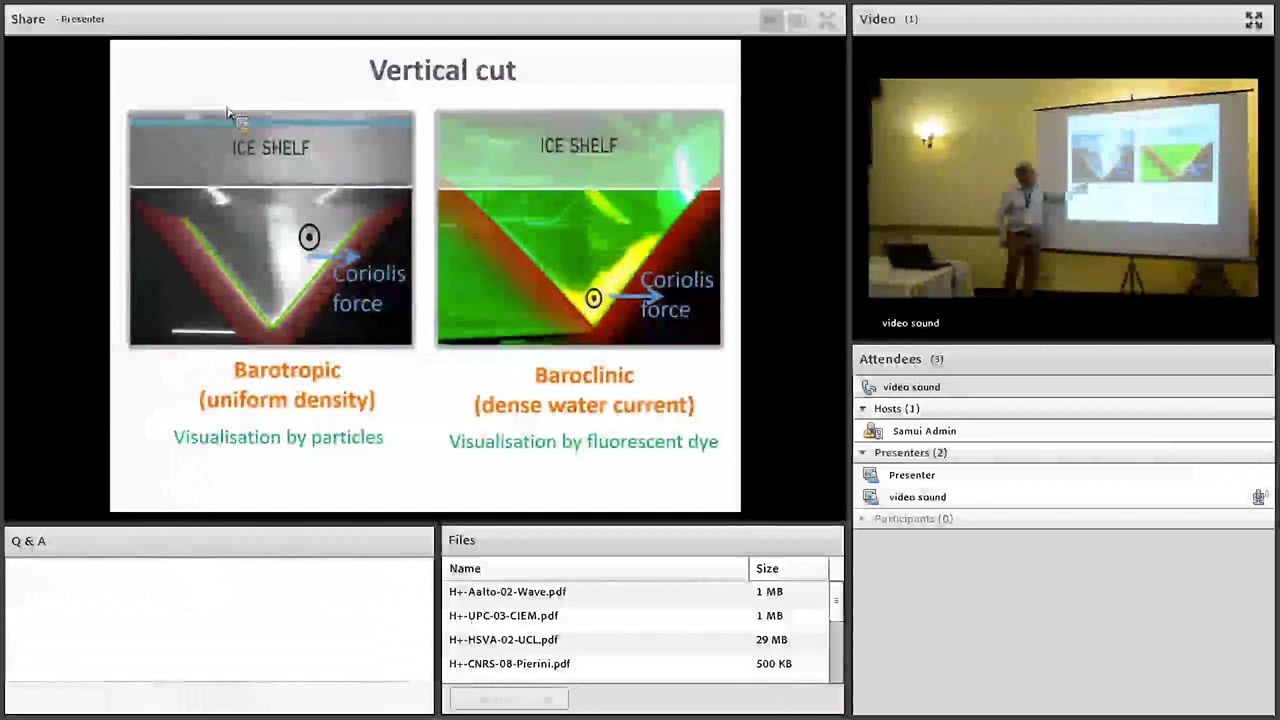 Share - Presenter
Vertical cut
ICE SHELF
Coriolis
force
ICE SHELF
Coriolis
force
Barotropic
(uniform density)
Visualisation by particles
Baroclinic
(dense water current)
Visualisation by fluorescent dye
Video (1)
video sound
Attendees (3)
video sound
Hosts (1)
Samui Admin
Presenters (2)
Presenter
video sound
Participants (0)
Q & A
Files
Name Size
H+-Aalto-02-Wave.pdf 1 MB
H+-UPC-03-CIEM.pdf 1 MB
H+-HSVA-02-UCL.pdf 29 MB
H+-CNRS-08-Pierini.pdf 500 KB